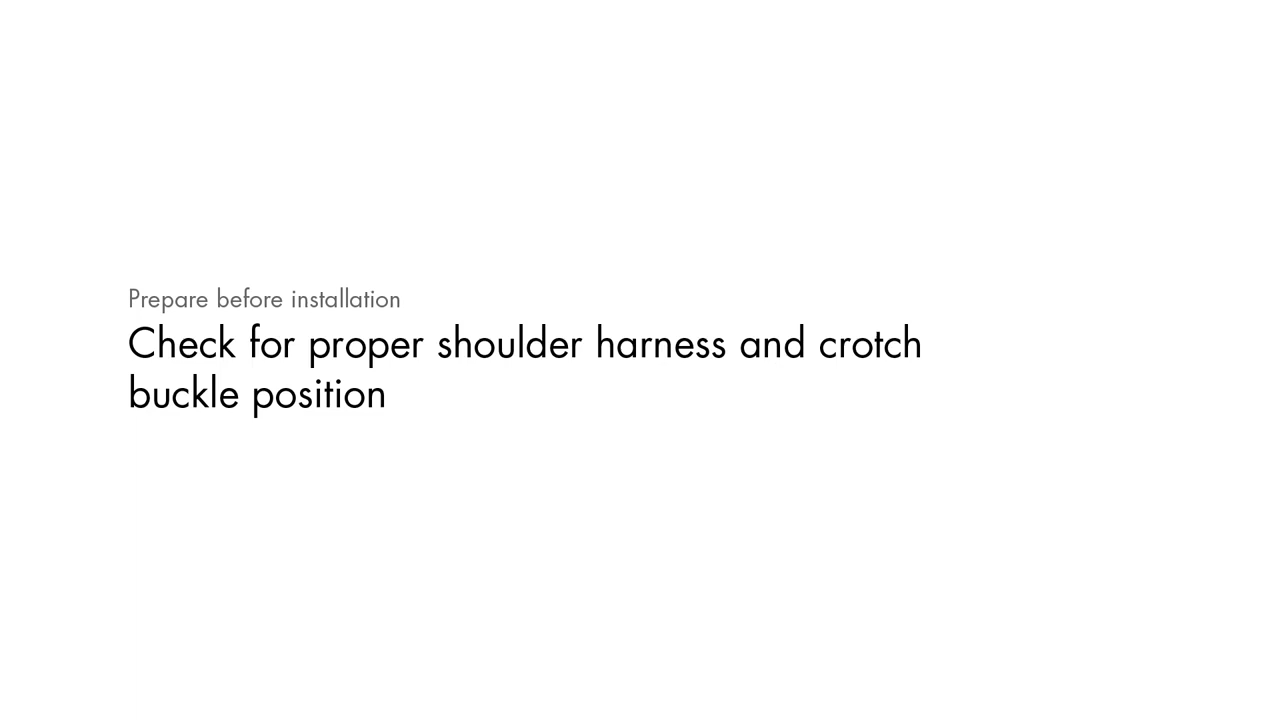 Prepare before installation
Check for proper shoulder harness and crotch
buckle position